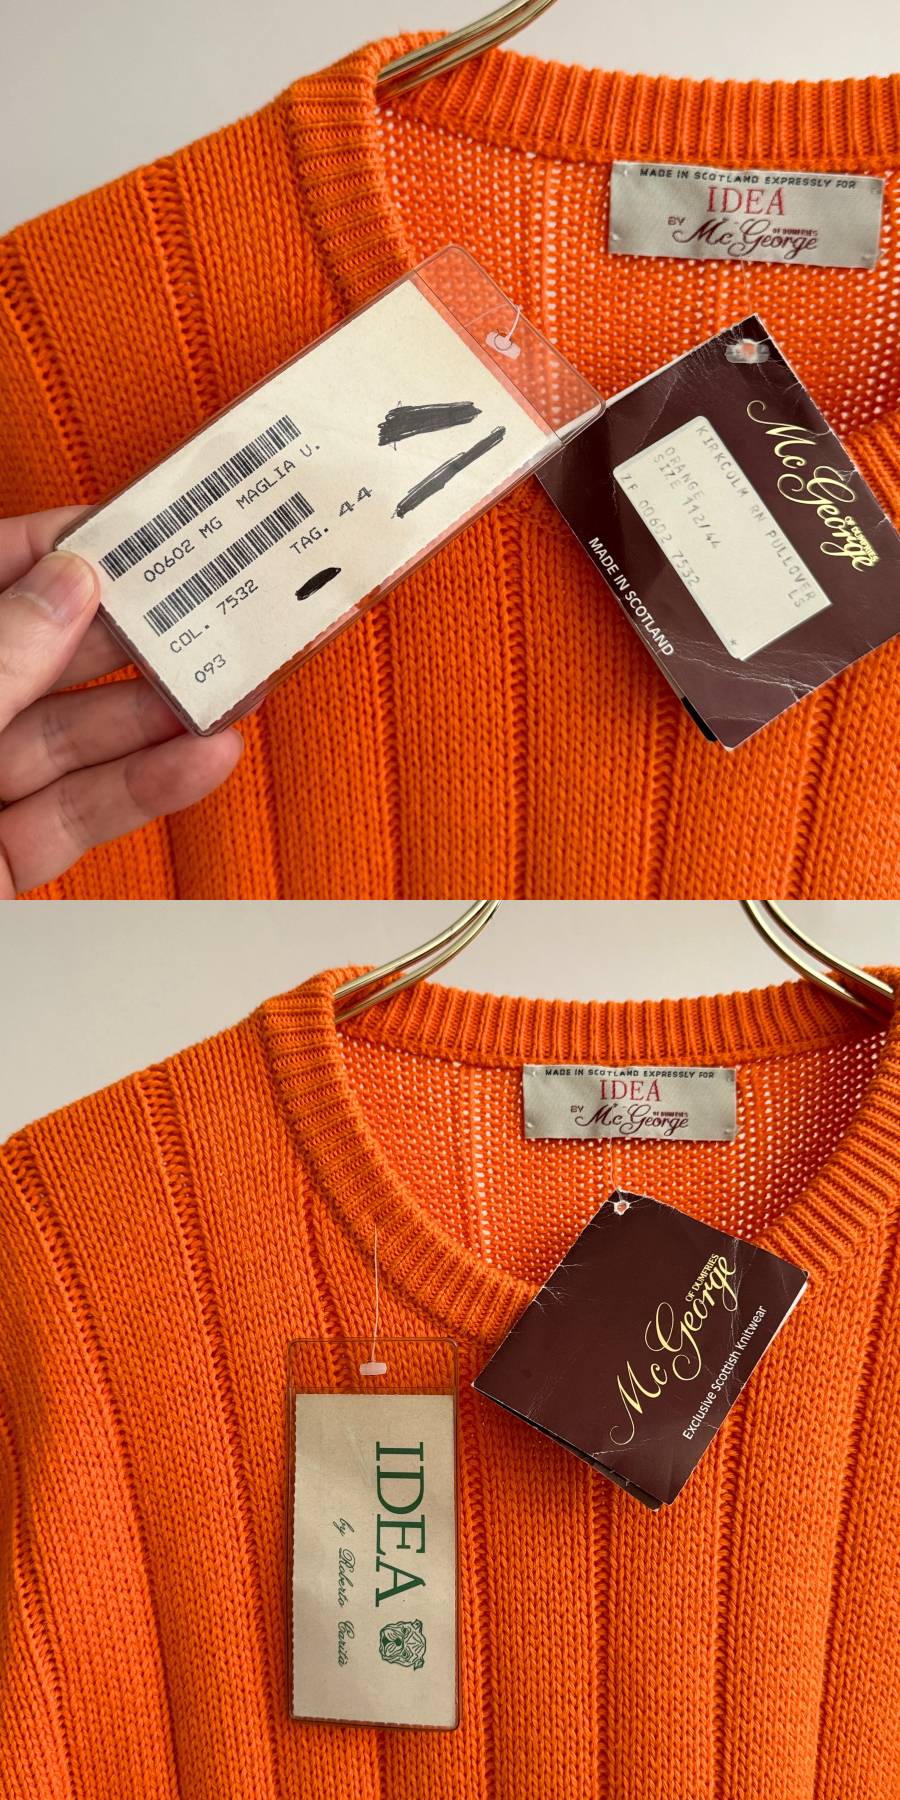 MADE IN SCOTLAND EXPRESSLY FOR
IDEA
BY McGeorge
OF DUMFRIES
00602 MG MAGLIA U.
COL. 7532 TAG. 44
093
McGeorge
OF DUMFRIES
KIRKCOLM RN PULLOVER
LS
ORANGE
SIZE 112/44
ZF 00602 7532
*
MADE IN SCOTLAND
MADE IN SCOTLAND EXPRESSLY FOR
IDEA
BY McGeorge
OF DUMFRIES
McGeorge
OF DUMFRIES
Exclusive Scottish Knitwear
IDEA
by Roberto Carità